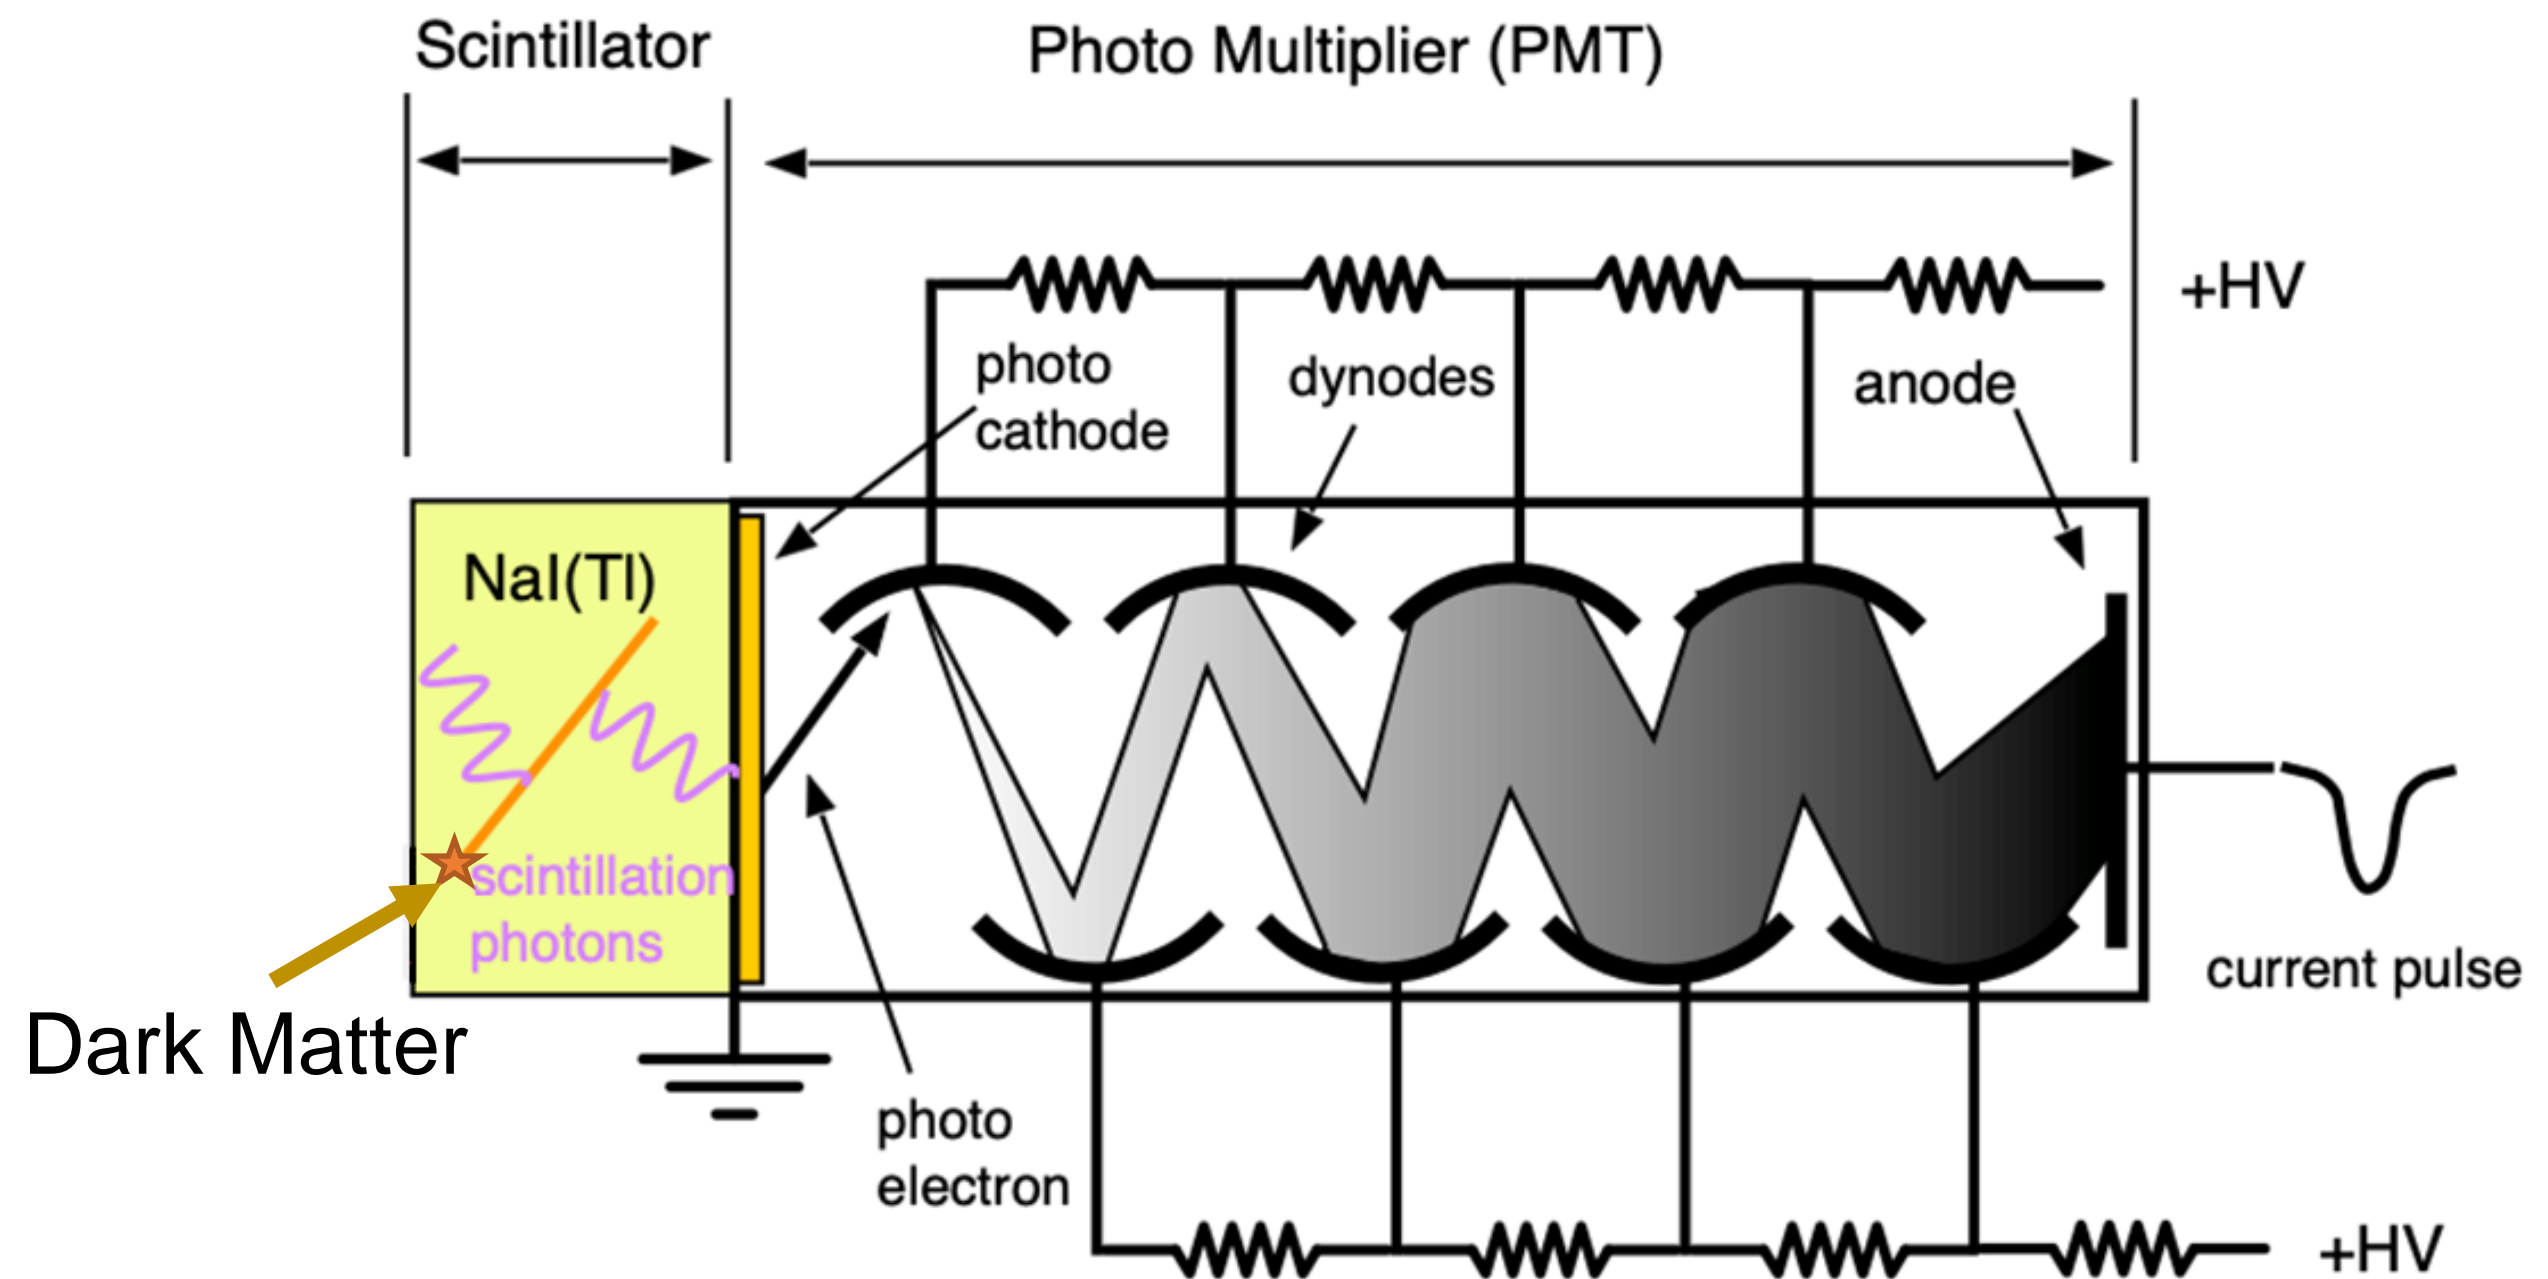 Scintillator
Photo Multiplier (PMT)
+HV
photo
cathode
dynodes
anode
NaI(Tl)
scintillation
photons
Dark Matter
current pulse
photo
electron
+HV